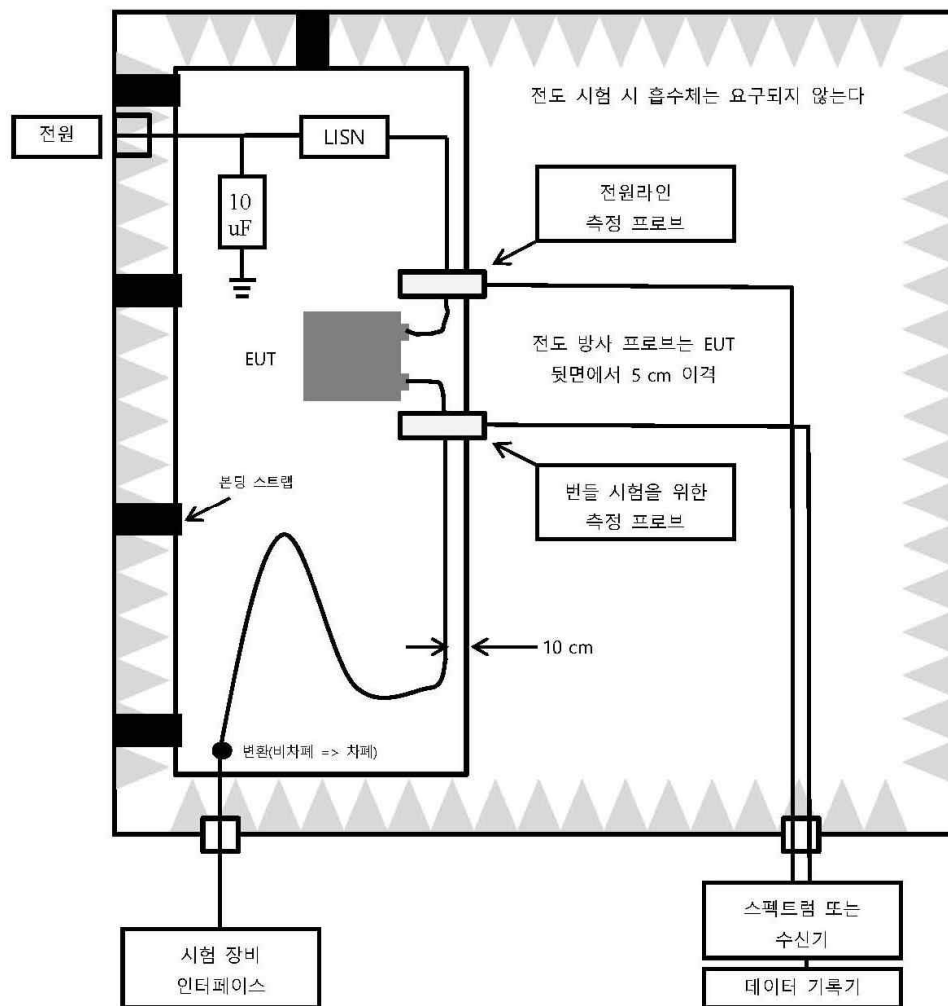 전도 시험 시 흡수체는 요구되지 않는다
전원
LISN
10
uF
전원라인
측정 프로브
EUT
전도 방사 프로브는 EUT
뒷면에서 5 cm 이격
본딩 스트랩
번들 시험을 위한
측정 프로브
10 cm
변환(비차폐 => 차폐)
스펙트럼 또는
수신기
데이터 기록기
시험 장비
인터페이스